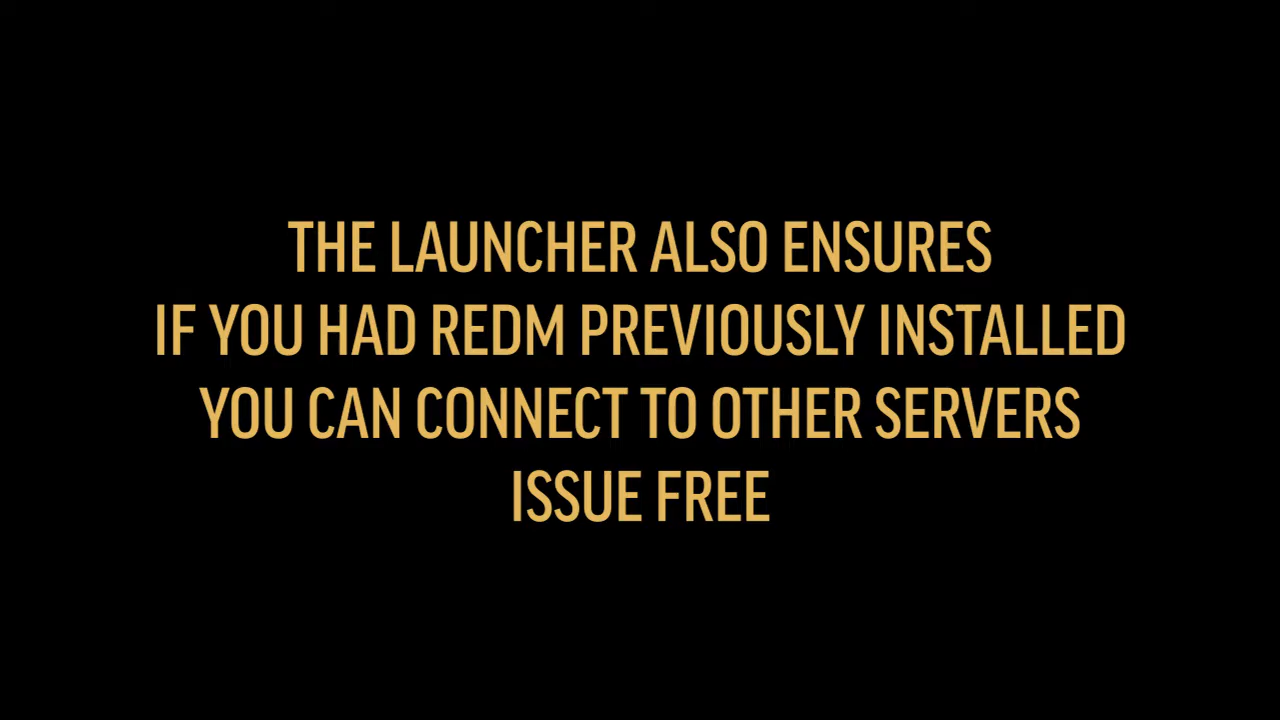 THE LAUNCHER ALSO ENSURES
IF YOU HAD REDM PREVIOUSLY INSTALLED
YOU CAN CONNECT TO OTHER SERVERS
ISSUE FREE